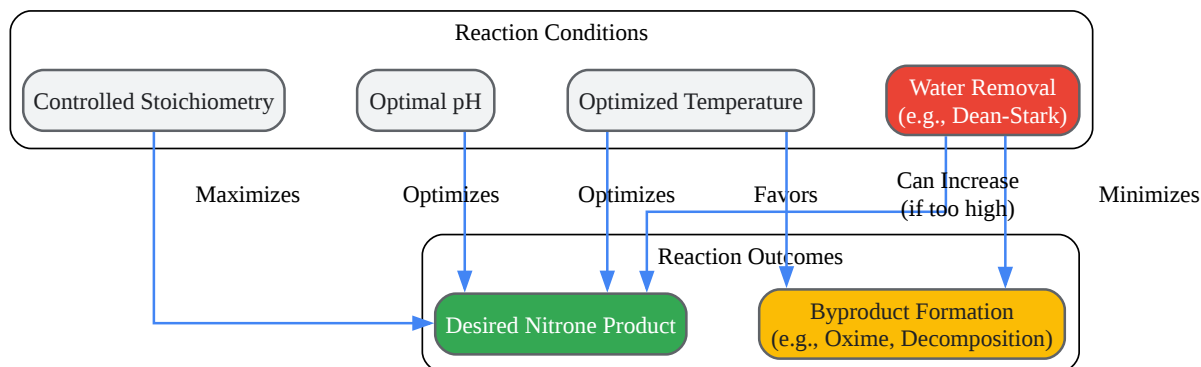 Reaction Conditions
Controlled Stoichiometry
Optimal pH
Optimized Temperature
Water Removal
(e.g., Dean-Stark)
Maximizes
Optimizes
Optimizes
Favors
Can Increase
(if too high)
Minimizes
Reaction Outcomes
Desired Nitrone Product
Byproduct Formation
(e.g., Oxime, Decomposition)